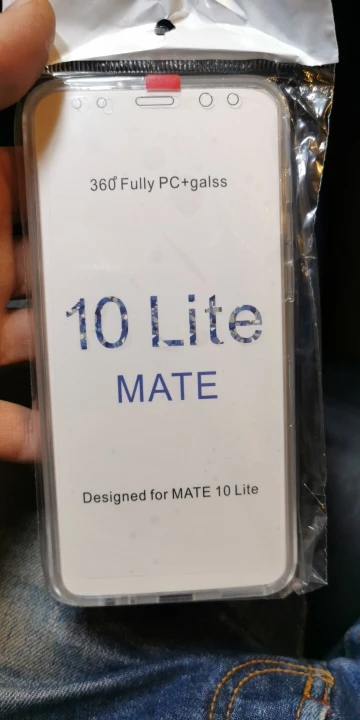 360° Fully PC+galss
10 Lite
MATE
Designed for MATE 10 Lite